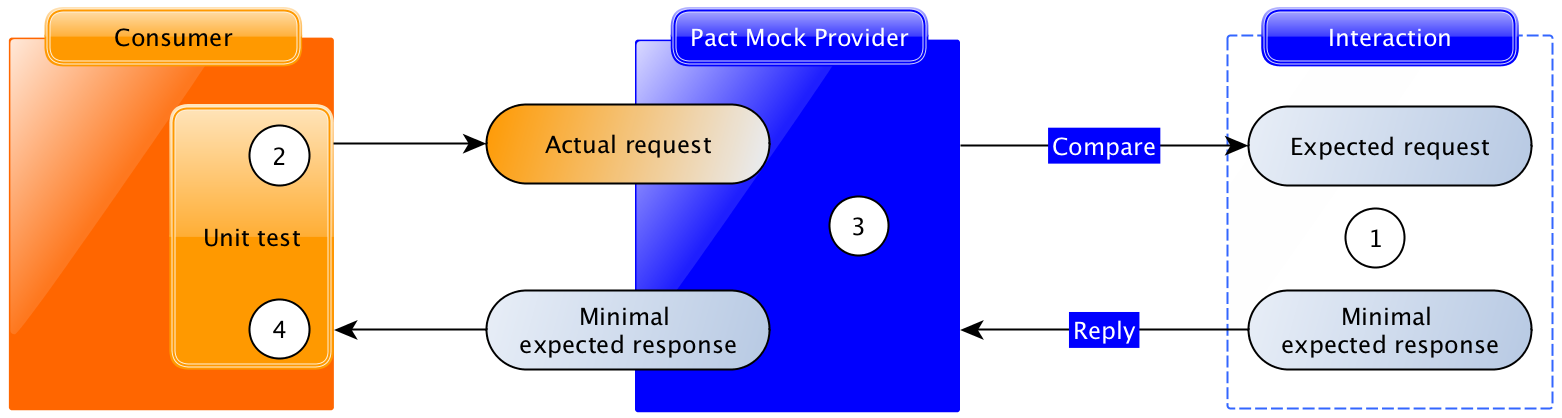 Consumer
Pact Mock Provider
Interaction
2
Actual request
Compare
Expected request
Unit test
3
1
4
Minimal
expected response
Reply
Minimal
expected response